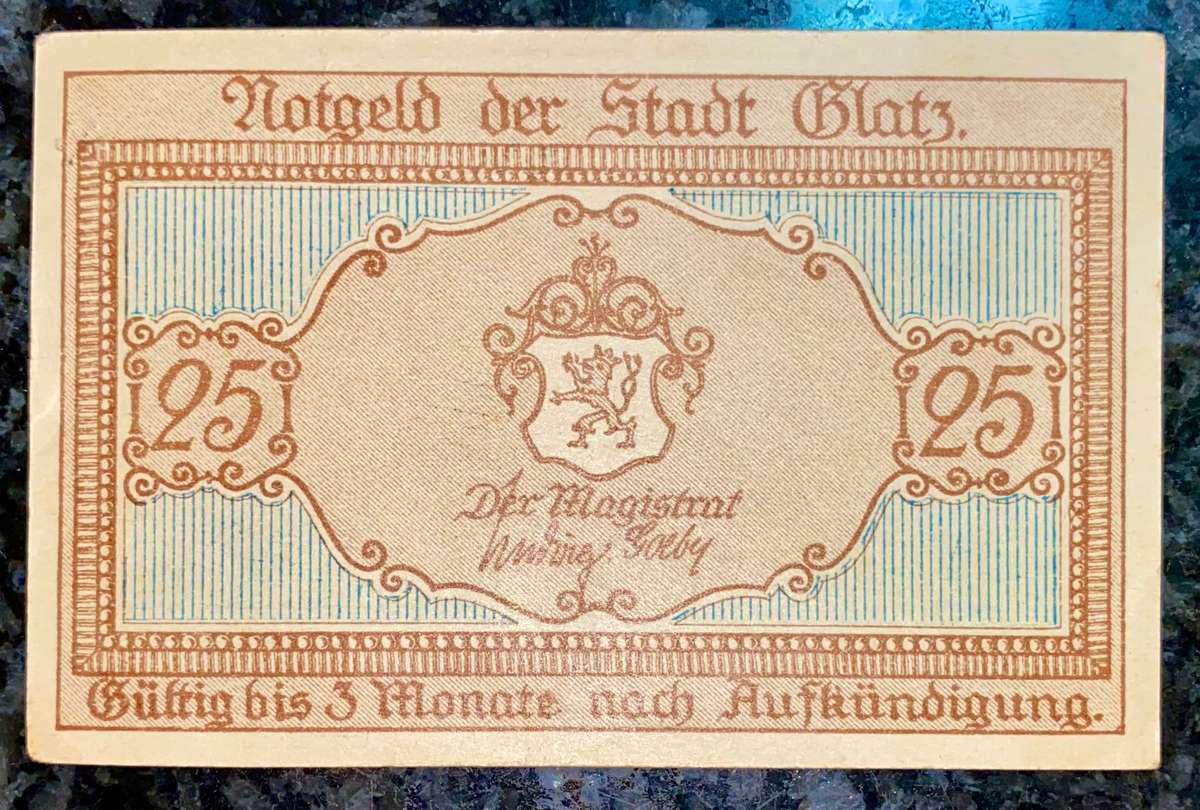 Notgeld der Stadt Glatz.
25
25
Der Magistrat
Gültig bis 3 Monate nach Aufkündigung.